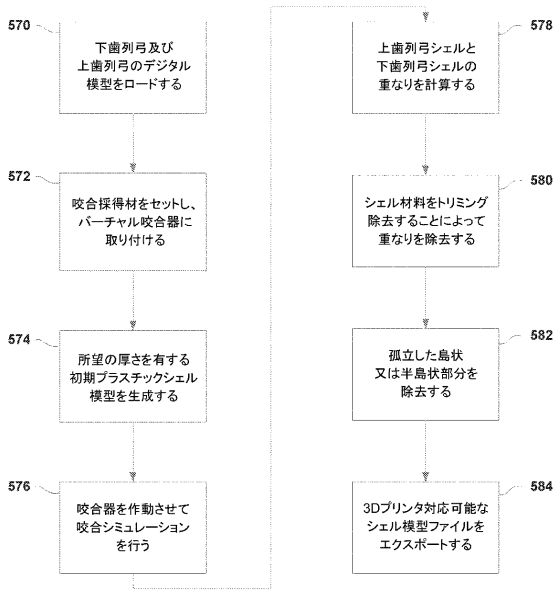 570
下歯列弓及び
上歯列弓のデジタル
模型をロードする
572
咬合採得材をセットし、
バーチャル咬合器に
取り付ける
574
所望の厚さを有する
初期プラスチックシェル
模型を生成する
576
咬合器を作動させて
咬合シミュレーション
を行う
578
上歯列弓シェルと
下歯列弓シェルの
重なりを計算する
580
シェル材料をトリミング
除去することによって
重なりを除去する
582
孤立した島状
又は半島状部分を
除去する
584
3Dプリンタ対応可能な
シェル模型ファイルを
エクスポートする